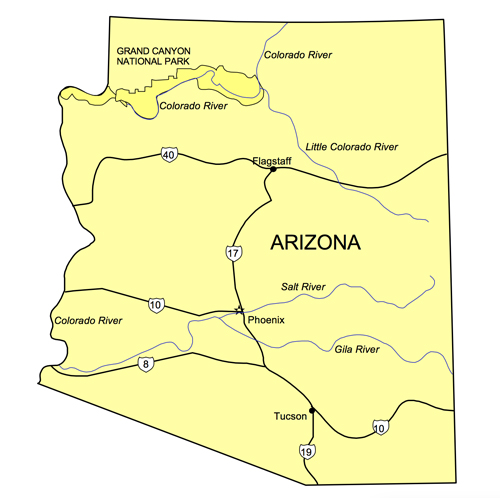 GRAND CANYON
NATIONAL PARK
Colorado River
Colorado River
Little Colorado River
40
Flagstaff
17
ARIZONA
Salt River
10
Colorado River
Phoenix
Gila River
8
Tucson
10
19